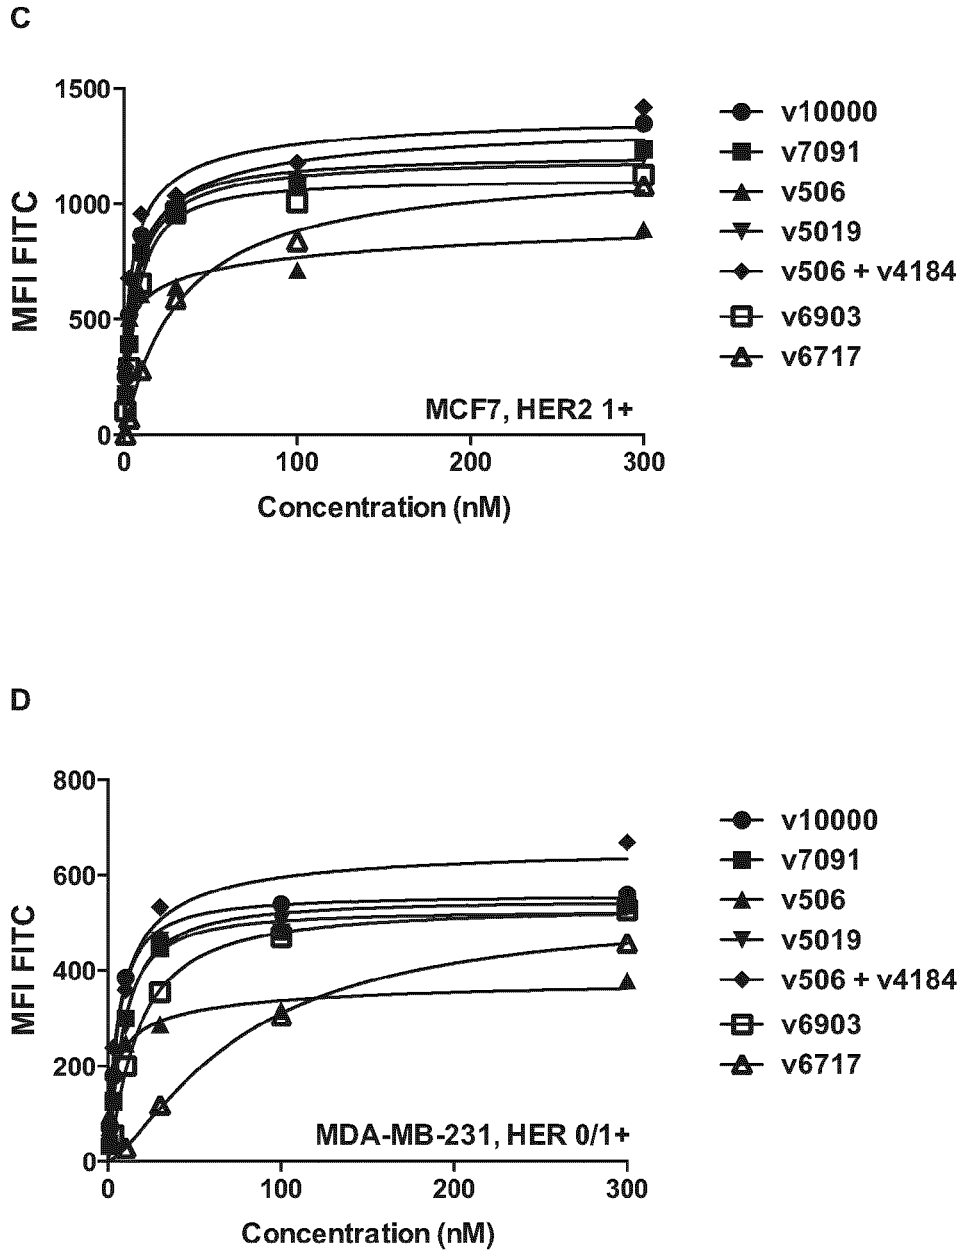 C
1500
1000
500
0
MFI FITC
0 100 200 300
Concentration (nM)
MCF7, HER2 1+
v10000
v7091
v506
v5019
v506 + v4184
v6903
v6717
D
800
600
400
200
0
MFI FITC
0 100 200 300
Concentration (nM)
MDA-MB-231, HER 0/1+
v10000
v7091
v506
v5019
v506 + v4184
v6903
v6717